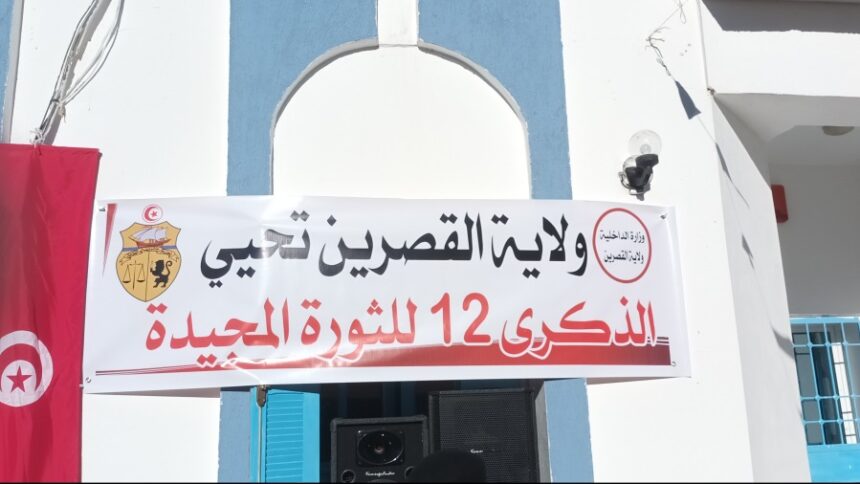 وزارة الداخلية
ولاية القصرين
ولاية القصرين تحيي
الذكرى 12 للثورة المجيدة